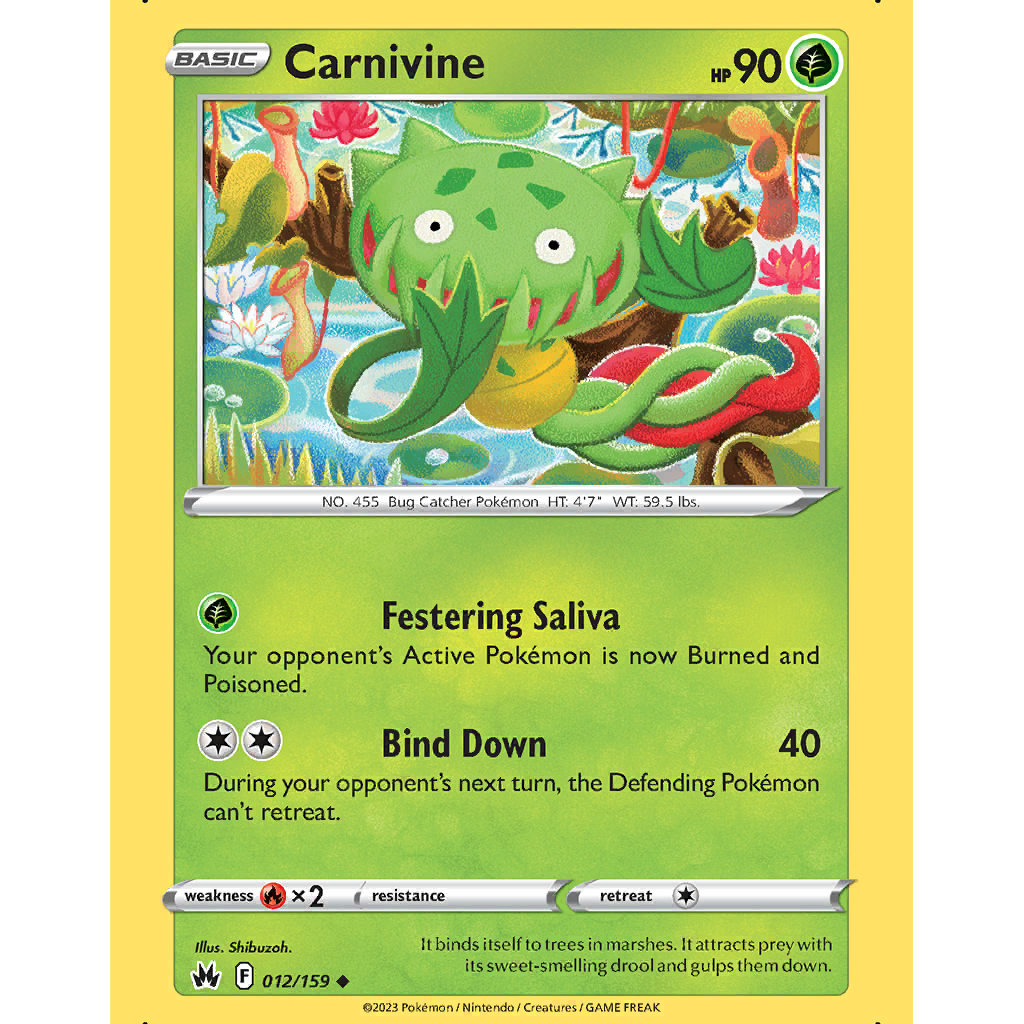 BASIC Carnivine HP 90
NO. 455 Bug Catcher Pokémon HT: 4'7" WT: 59.5 lbs.
Festering Saliva
Your opponent's Active Pokémon is now Burned and
Poisoned.
Bind Down 40
During your opponent's next turn, the Defending Pokémon
can't retreat.
weakness ×2 resistance retreat
Illus. Shibuzoh.
It binds itself to trees in marshes. It attracts prey with
its sweet-smelling drool and gulps them down.
F 012/159
©2023 Pokémon / Nintendo / Creatures / GAME FREAK